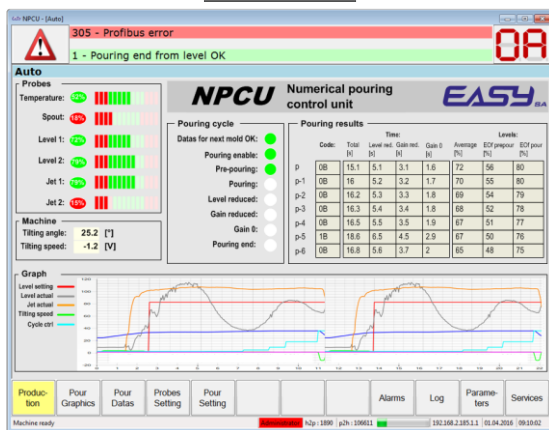 NPCU - [Auto]
305 - Profibus error
1 - Pouring end from level OK
0A
Auto
Probes
Temperature: 52%
Spout: 18%
Level 1:
Level 2:
Jet 1:
Jet 2: 15%
Machine
Tilting angle: 25.2 [°]
Tilting speed: -1.2 [V]
NPCU Numerical pouring control unit EASY SA
Pouring cycle
Datas for next mold OK:
Pouring enable:
Pre-pouring:
Pouring:
Level reduced:
Gain reduced:
Gain 0:
Pouring end:
Pouring results
Time: Levels:
Code: Total Level red. Gain red. Gain 0 Average EOf prepour EOf pour
[s] [s] [s] [s] [%] [%] [%]
p 0B 15.1 5.1 3.1 1.6 72 56 80
p-1 0B 16 5.2 3.2 1.7 70 55 80
p-2 0B 16.2 5.3 3.3 1.8 69 54 79
p-3 0B 16.3 5.4 3.4 1.8 68 52 78
p-4 0B 16.5 5.5 3.5 1.9 67 51 77
p-5 1B 18.6 6.5 4.5 2.9 67 50 76
p-6 0B 16.8 5.6 3.7 2 65 48 75
Graph
Level setting
Level actual
Jet actual
Tilting speed
Cycle ctrl
Produc-tion
Pour Graphics
Pour Datas
Probes Setting
Pour Setting
Alarms
Log
Parame-ters
Services
Machine ready
Administrator h2p : 1890 p2h : 106611 192.168.2.185.1.1 01.04.2016 09:10:02